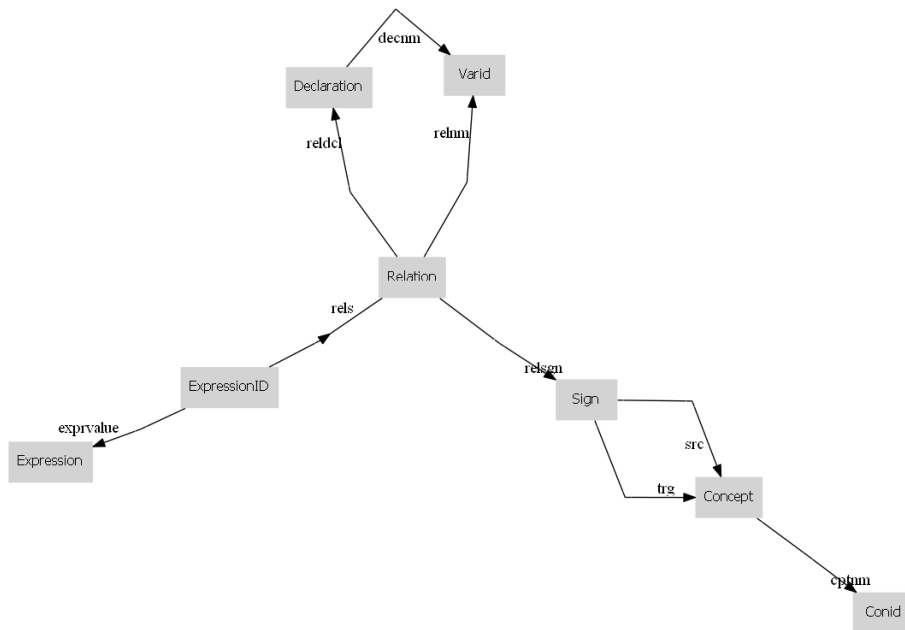 decnm
Varid
Declaration
reldcl
relnm
Relation
rels
relsgn
ExpressionID
Sign
exprvalue
src
Expression
trg
Concept
cptnm
Conid